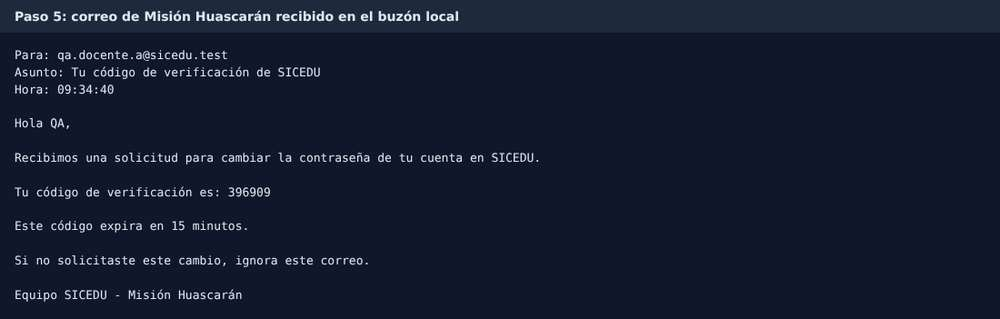 Paso 5: correo de Misión Huascarán recibido en el buzón local
Para: qa.docente.a@sicedu.test
Asunto: Tu código de verificación de SICEDU
Hora: 09:34:40
Hola QA,
Recibimos una solicitud para cambiar la contraseña de tu cuenta en SICEDU.
Tu código de verificación es: 396909
Este código expira en 15 minutos.
Si no solicitaste este cambio, ignora este correo.
Equipo SICEDU - Misión Huascarán